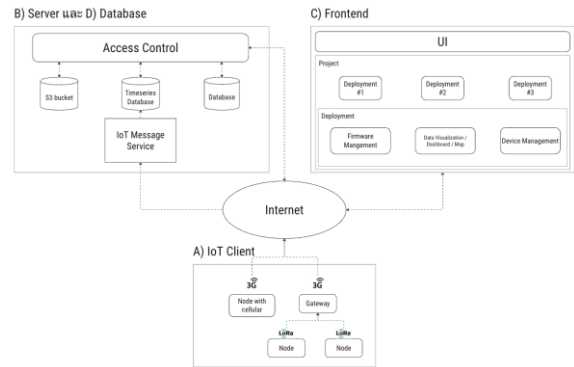 B) Server และ D) Database
Access Control
S3 bucket
Timeseries
Database
Database
IoT Message
Service
C) Frontend
UI
Project
Deployment
#1
Deployment
#2
Deployment
#3
Deployment
Firmware
Mangement
Data Visualization /
Dashboard / Map
Device Management
Internet
A) IoT Client
3G
Node with
cellular
3G
Gateway
LoRa
Node
LoRa
Node